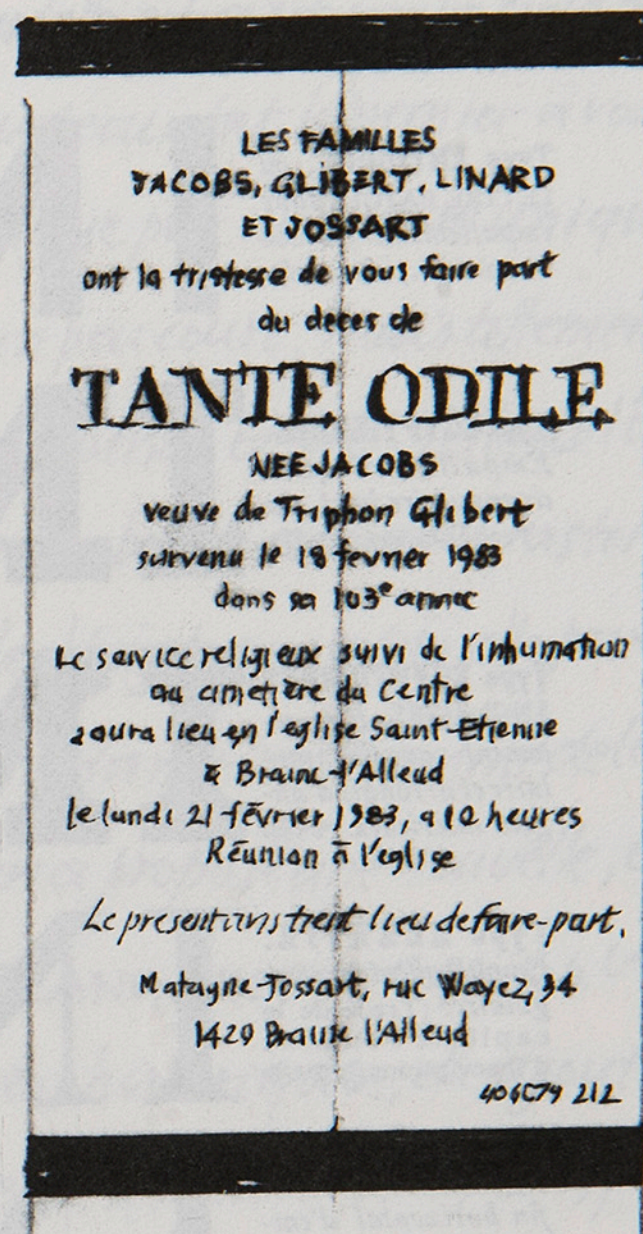 LES FAMILLES
JACOBS, GLIBERT, LINARD
ET JOSSART
ont la tristesse de vous faire part
du deces de
TANTE ODILE
NEE JACOBS
veuve de Triphon Glibert
survenu le 18 fevrier 1983
dans sa 103e annee
Le service religieux suivi de l'inhumation
au cimetière du Centre
aura lieu en l'eglise Saint-Etienne
à Braine-l'Alleud
le lundi 21 février 1983, a 10 heures
Réunion à l'eglise
Le present avis tient lieu de faire-part.
Matagne-Jossart, rue Wayez, 34
1420 Braine l'Alleud
212